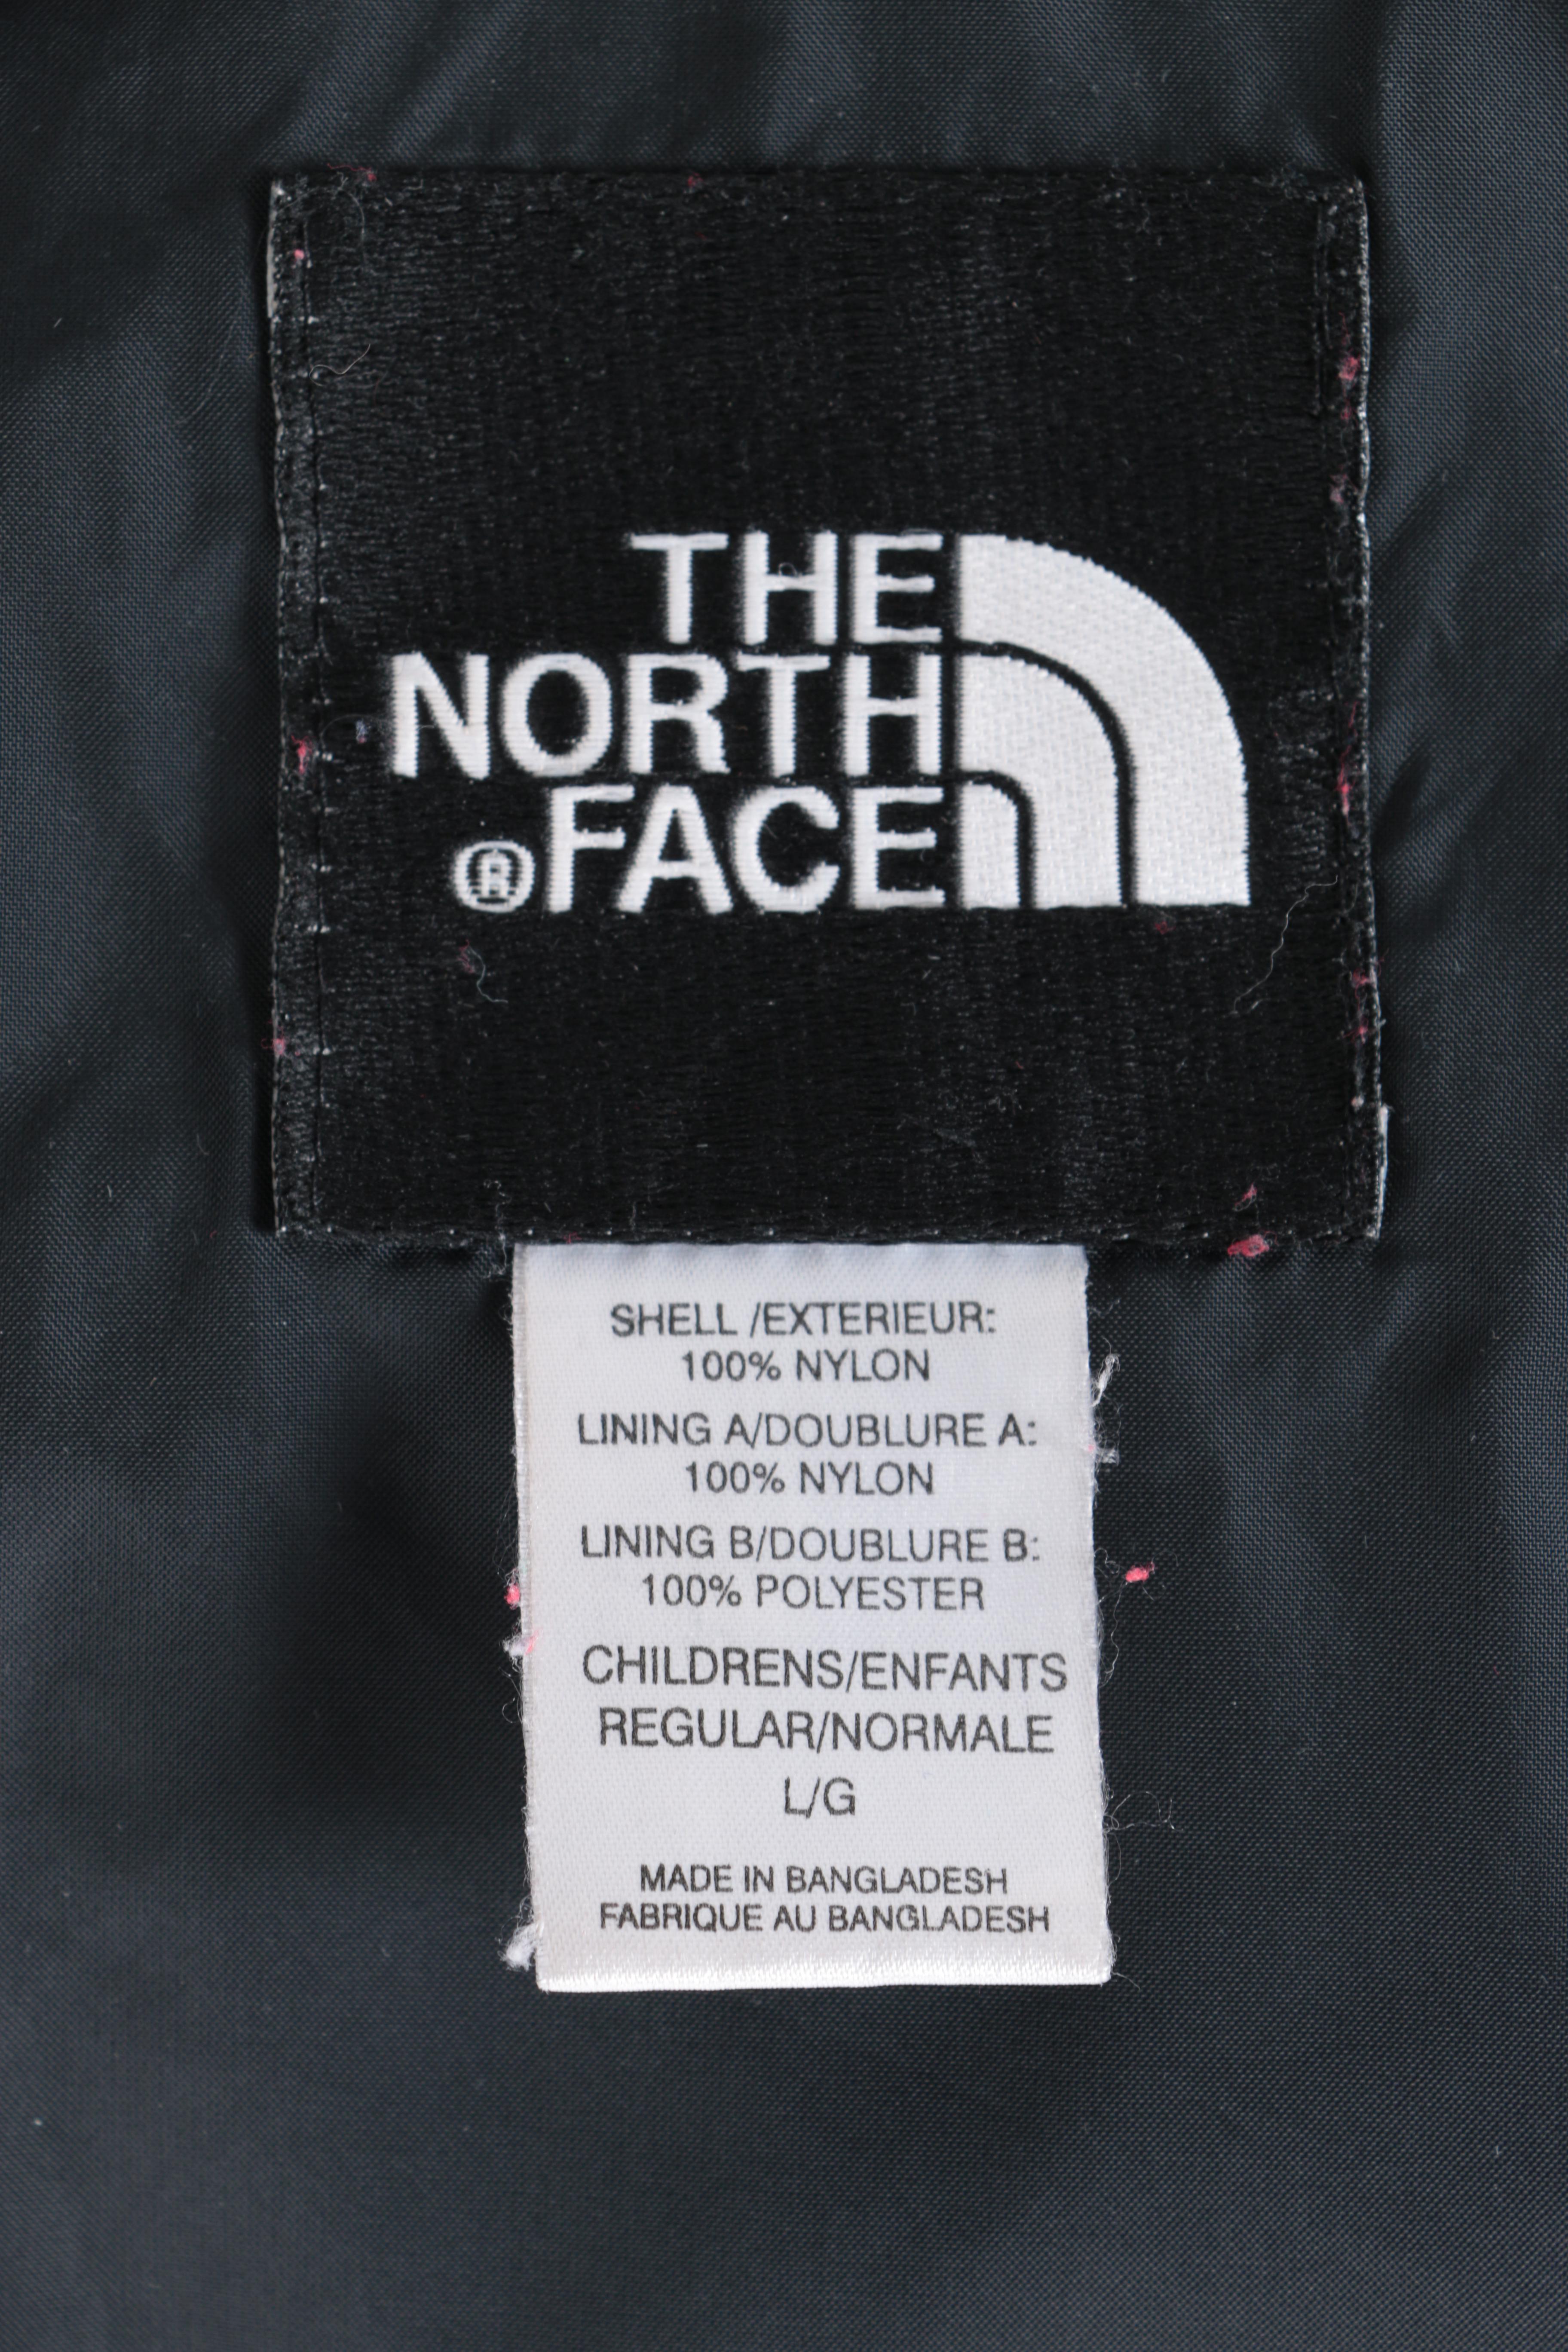 THE
NORTH
®FACE
SHELL /EXTERIEUR:
100% NYLON
LINING A/DOUBLURE A:
100% NYLON
LINING B/DOUBLURE B:
100% POLYESTER
CHILDRENS/ENFANTS
REGULAR/NORMALE
L/G
MADE IN BANGLADESH
FABRIQUE AU BANGLADESH